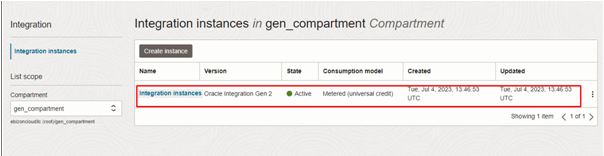 Integration
Integration instances
List scope
Compartment
gen_compartment
ebizoncloudllc (root)/gen_compartment
Integration instances in gen_compartment Compartment
Create instance
Name Version State Consumption model Created Updated
Integration instances Oracle Integration Gen 2 Active Metered (universal credit) Tue, Jul 4, 2023, 13:46:53 UTC Tue, Jul 4, 2023, 13:46:53 UTC
Showing 1 item 1 of 1